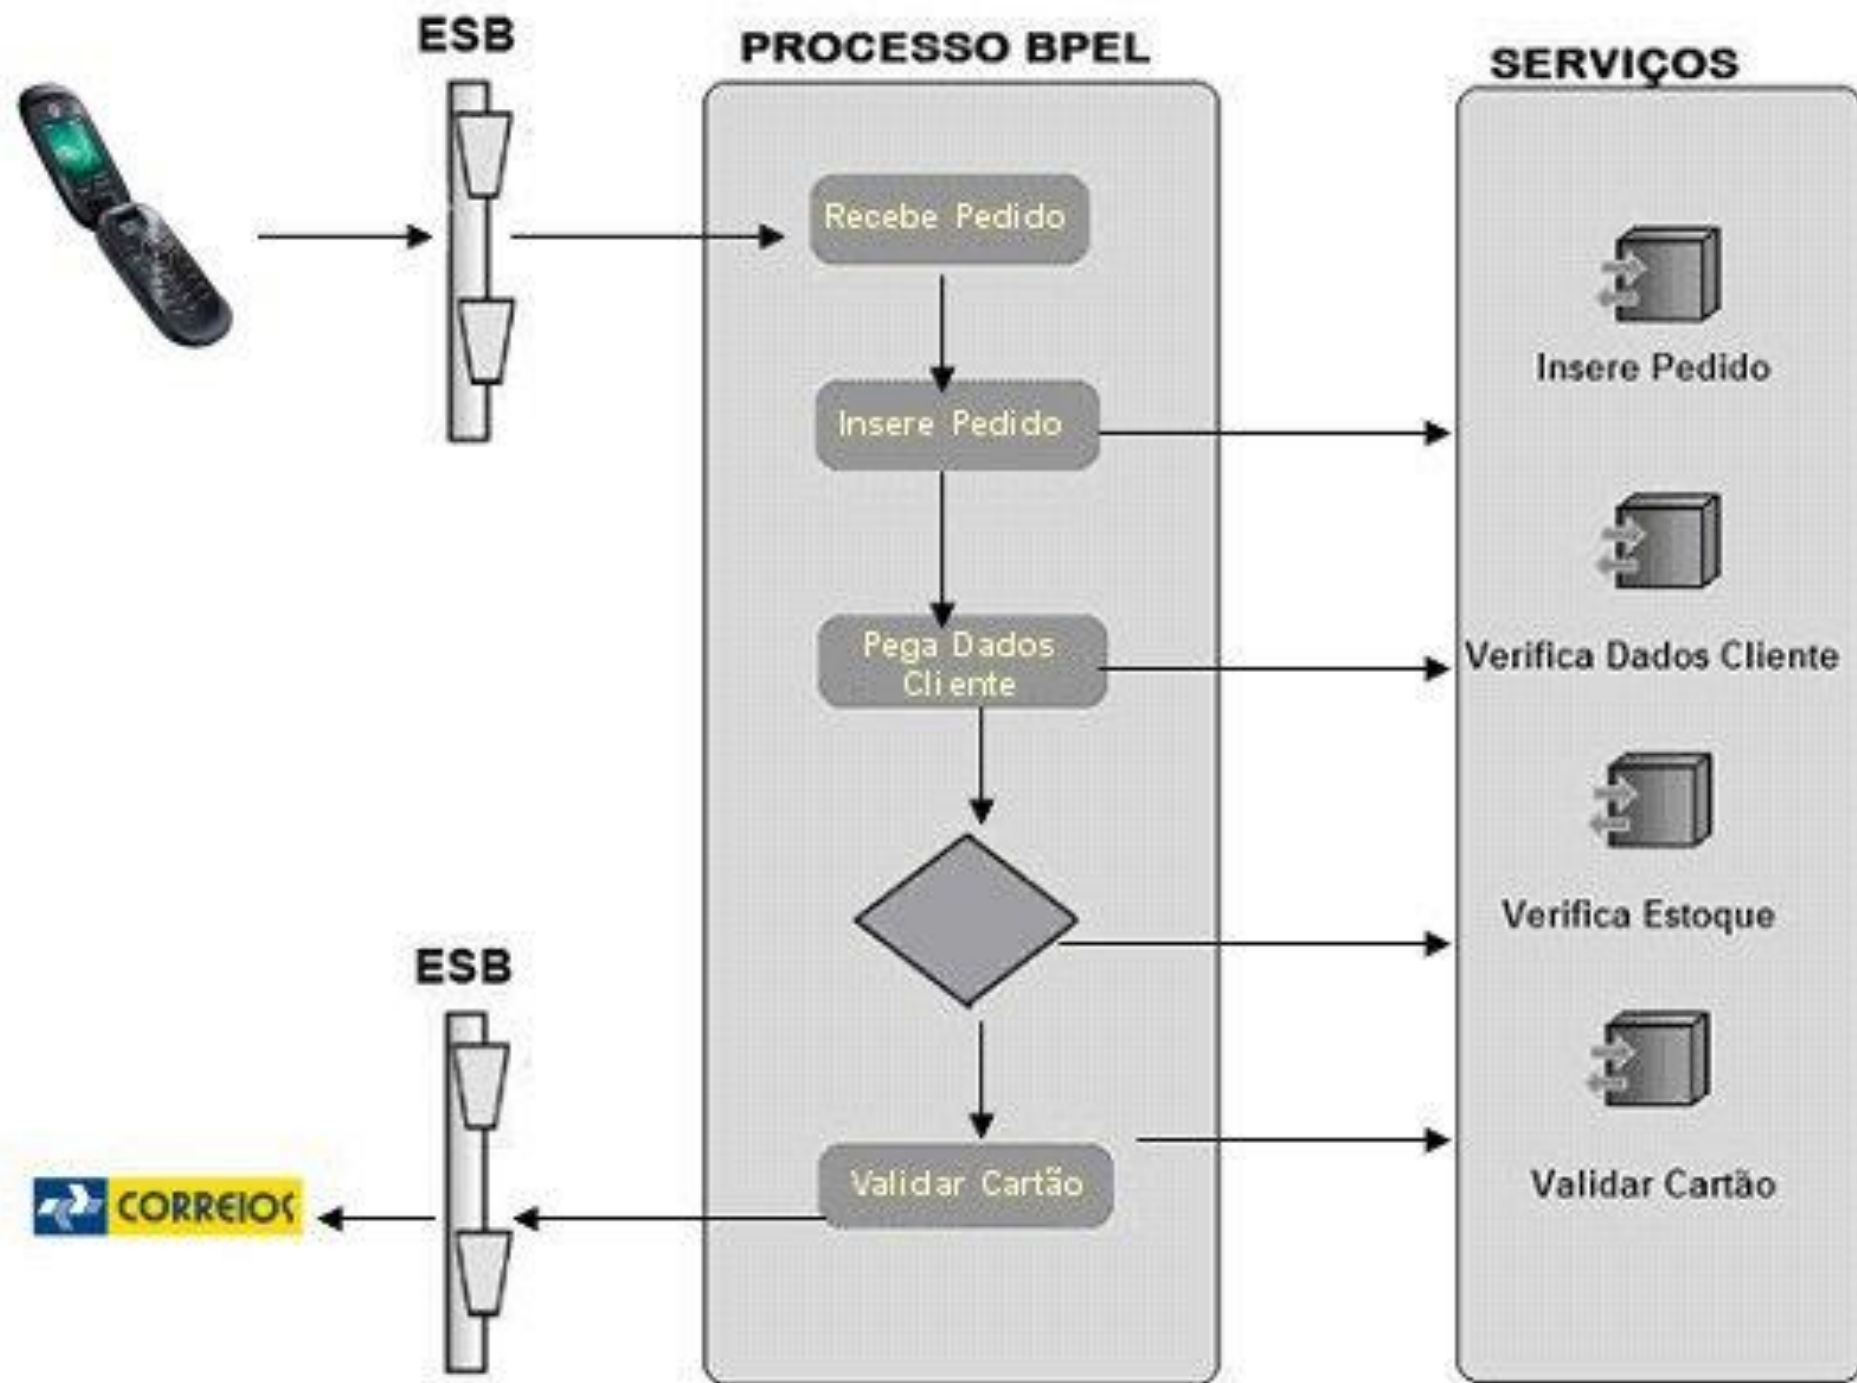 ESB
PROCESSO BPEL
SERVIÇOS
Recebe Pedido
Insere Pedido
Pega Dados
Cliente
Validar Cartão
Insere Pedido
Verifica Dados Cliente
Verifica Estoque
Validar Cartão
ESB
CORREIOS